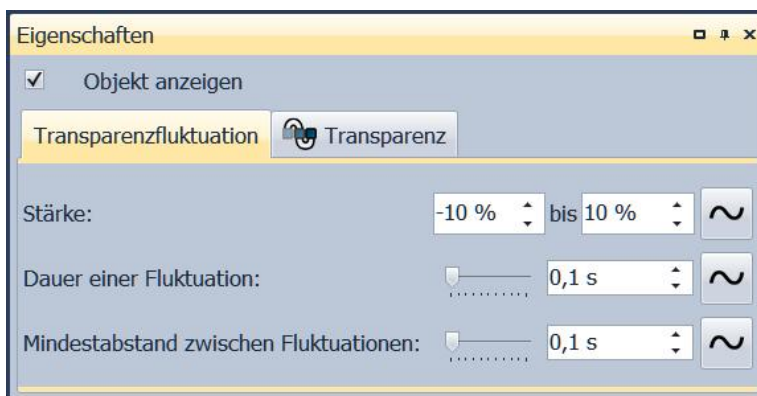 Eigenschaften
Objekt anzeigen
Transparenzfluktuation Transparenz
Stärke: -10 % bis 10 %
Dauer einer Fluktuation: 0,1 s
Mindestabstand zwischen Fluktuationen: 0,1 s